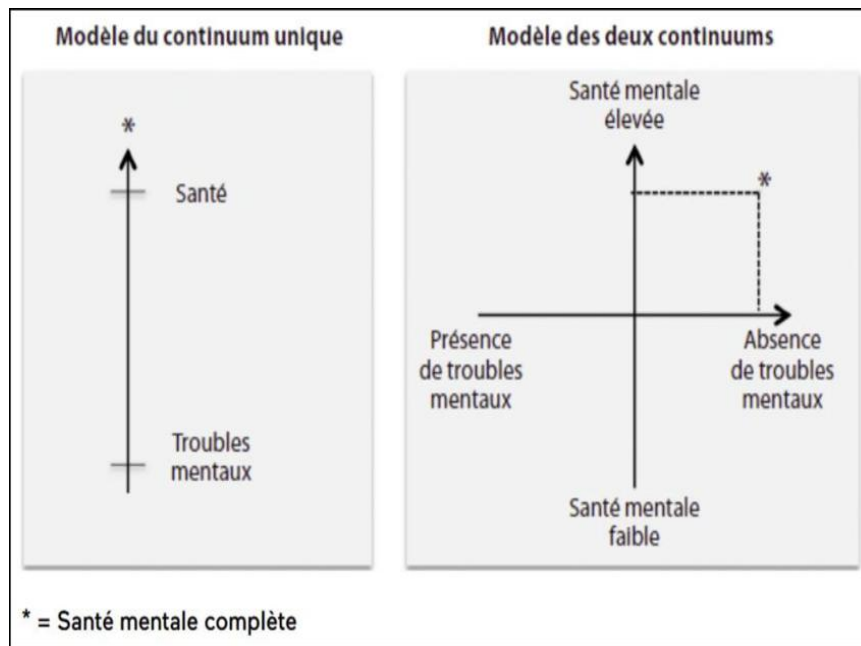 Modèle du continuum unique
*
Santé
Troubles
mentaux
Modèle des deux continuums
Santé mentale
élevée
*
Présence
de troubles
mentaux
Absence
de troubles
mentaux
Santé mentale
faible
* = Santé mentale complète